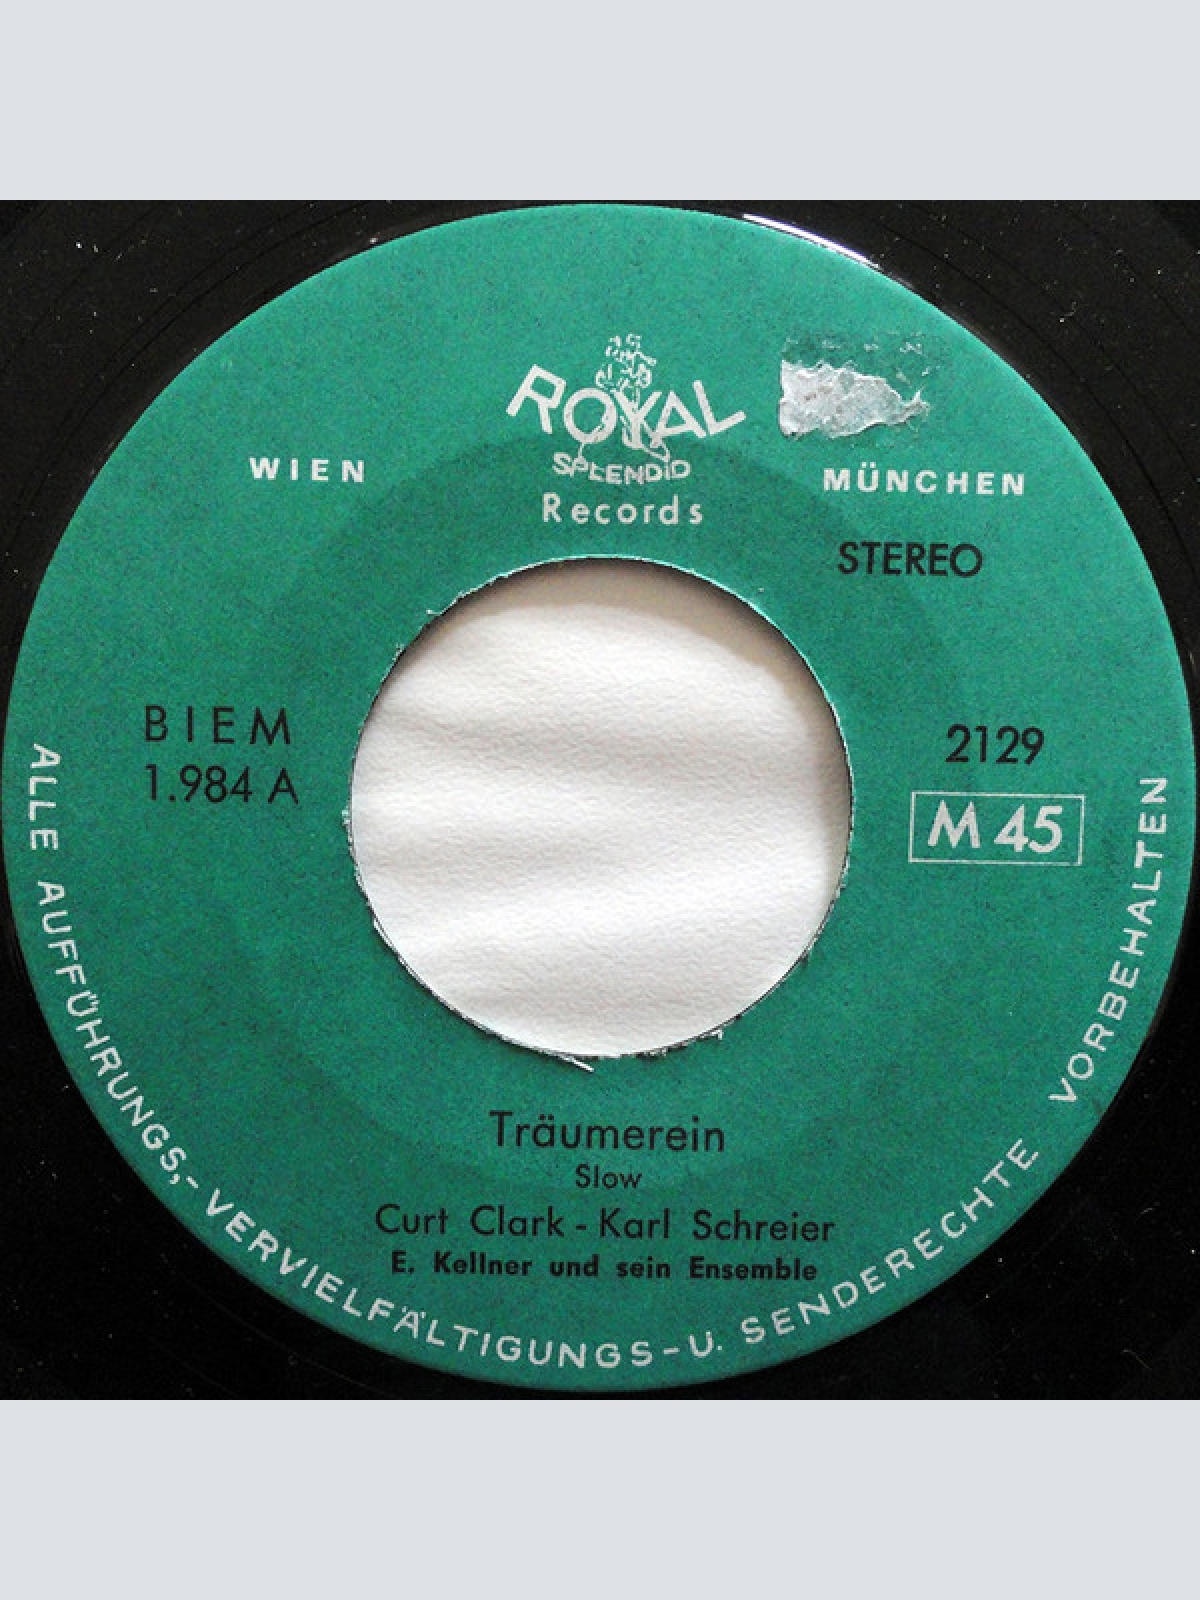 ROYAL
SPLENDID
Records
WIEN
MÜNCHEN
STEREO
BIEM
1.984 A
2129
M 45
Träumerein
Slow
Curt Clark - Karl Schreier
E. Kellner und sein Ensemble
ALLE AUFFÜHRUNGS,- VERVIELFÄLTIGUNGS-U. SENDERECHTE VORBEHALTEN